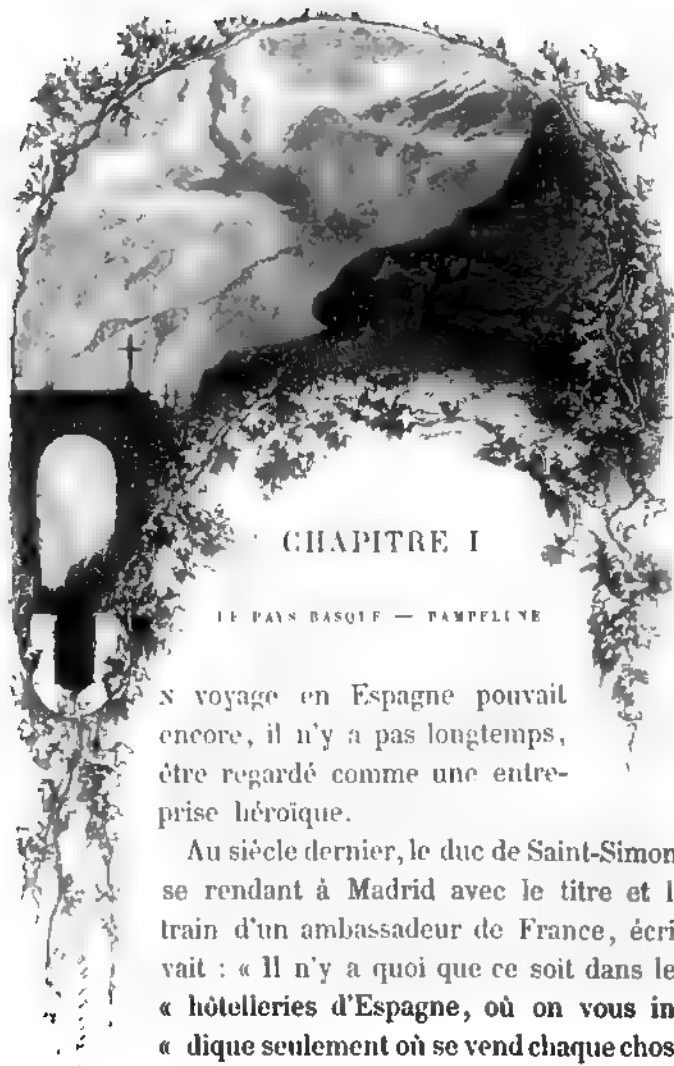 CHAPITRE I
LE PAYS BASQUE — PAMPELUNE
UN voyage en Espagne pouvait
encore, il n'y a pas longtemps,
être regardé comme une entre-
prise héroïque.
Au siècle dernier, le duc de Saint-Simon
se rendant à Madrid avec le titre et l
train d'un ambassadeur de France, écri
vait : « Il n'y a quoi que ce soit dans le
« hôtelleries d'Espagne, où on vous in
« dique seulement où se vend chaque chos